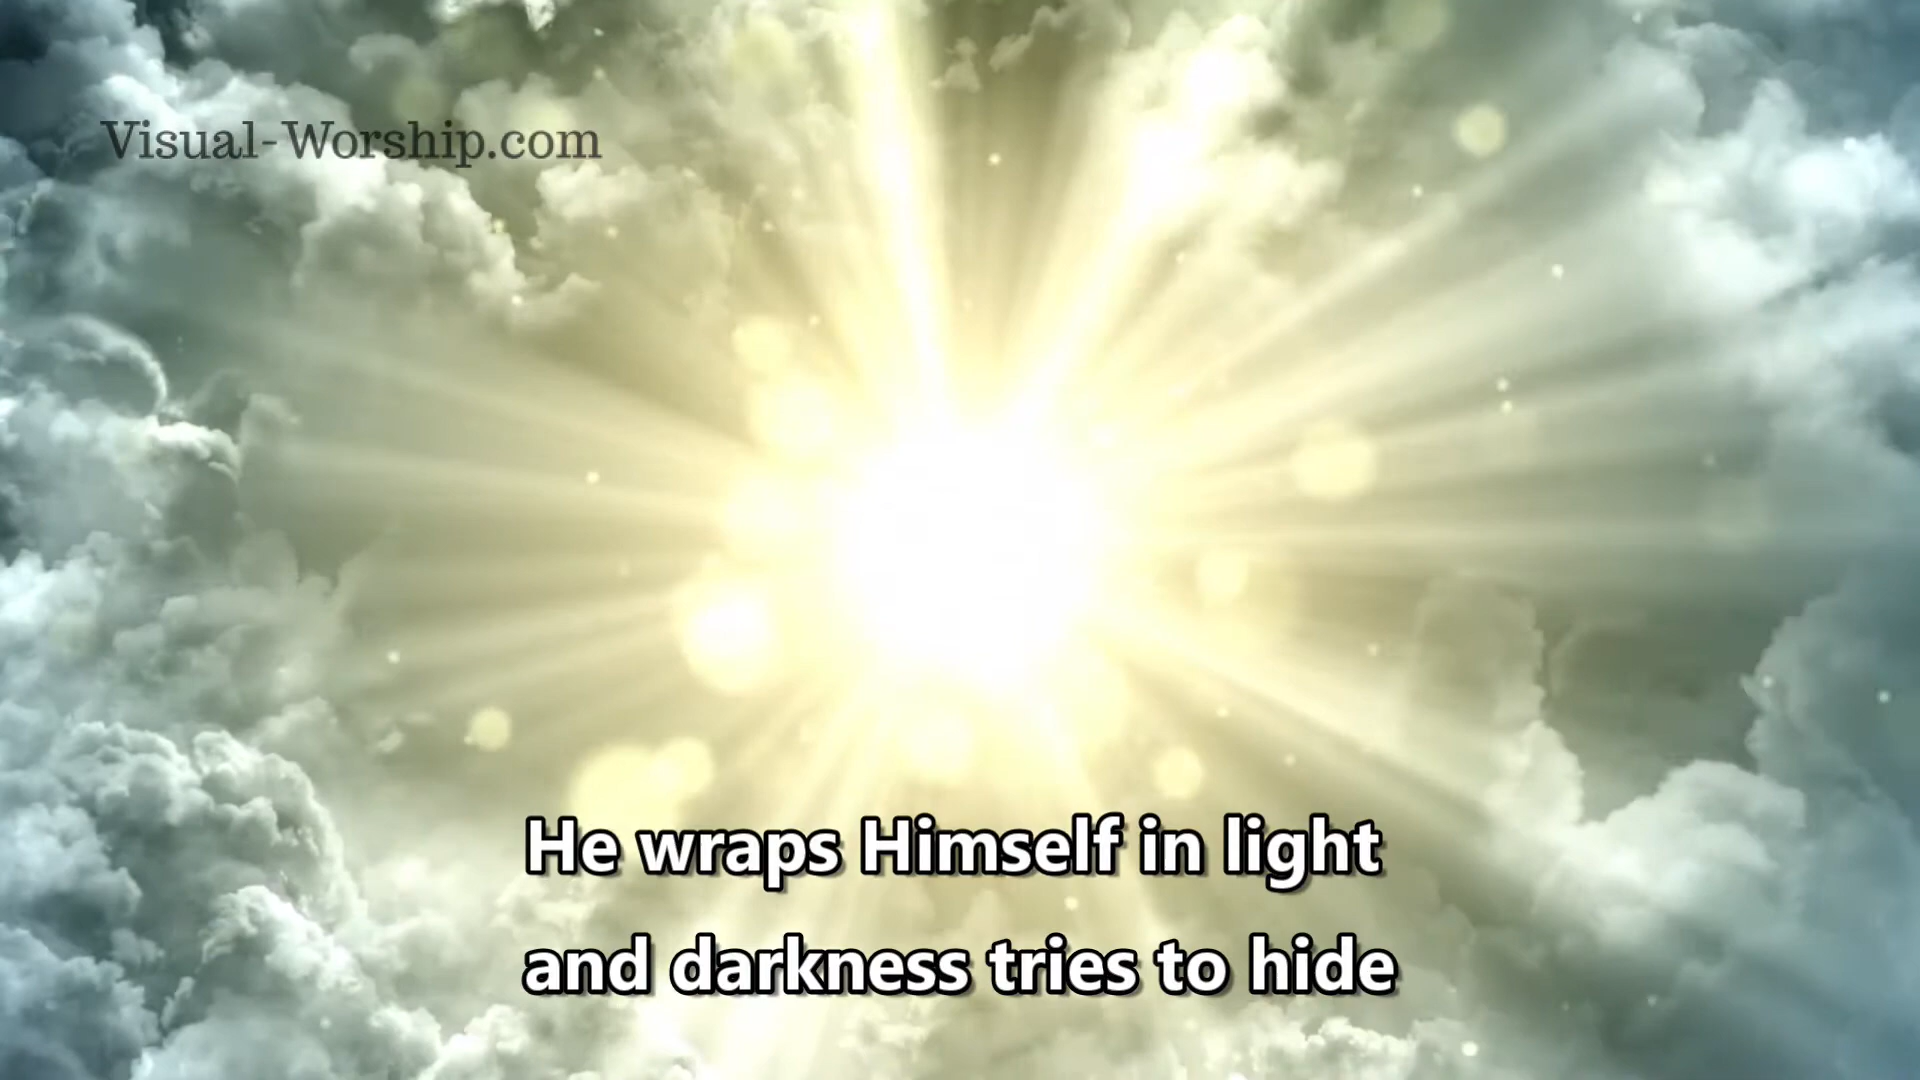 Visual-Worship.com
He wraps Himself in light
and darkness tries to hide